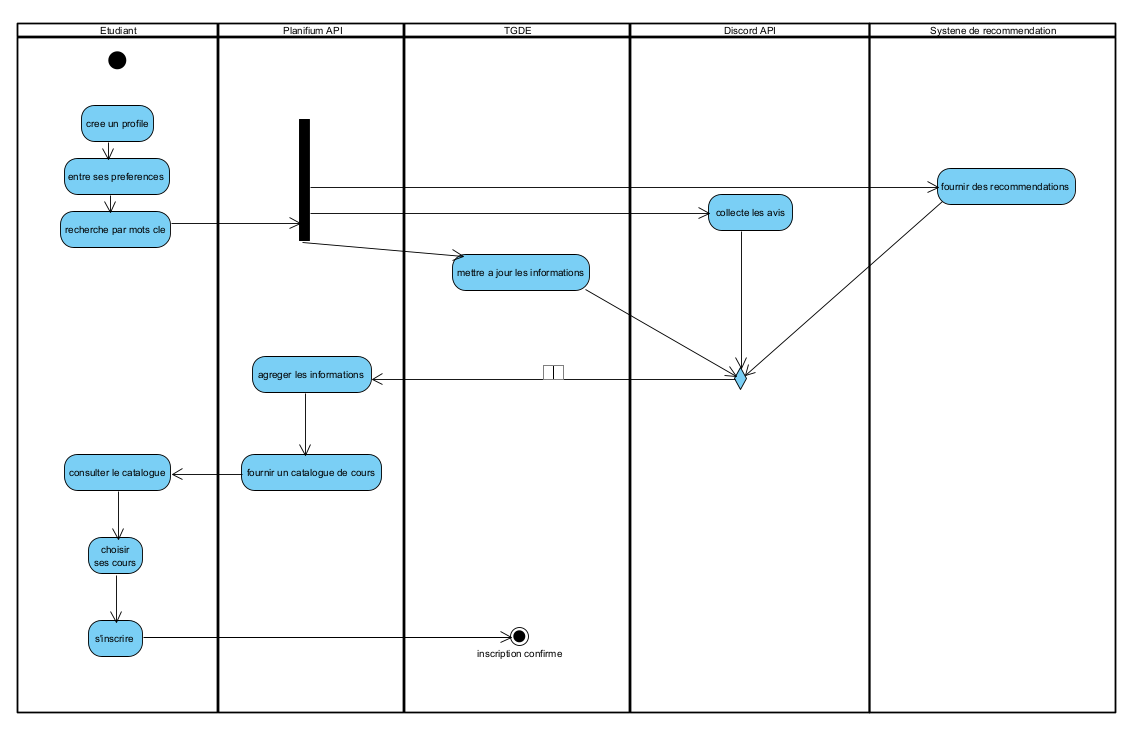 Etudiant
Planifium API
TGDE
Discord API
Systene de recommendation
cree un profile
entre ses preferences
recherche par mots cle
fournir des recommendations
collecte les avis
mettre a jour les informations
agreger les informations
consulter le catalogue
fournir un catalogue de cours
choisir
ses cours
s'inscrire
inscription confirme